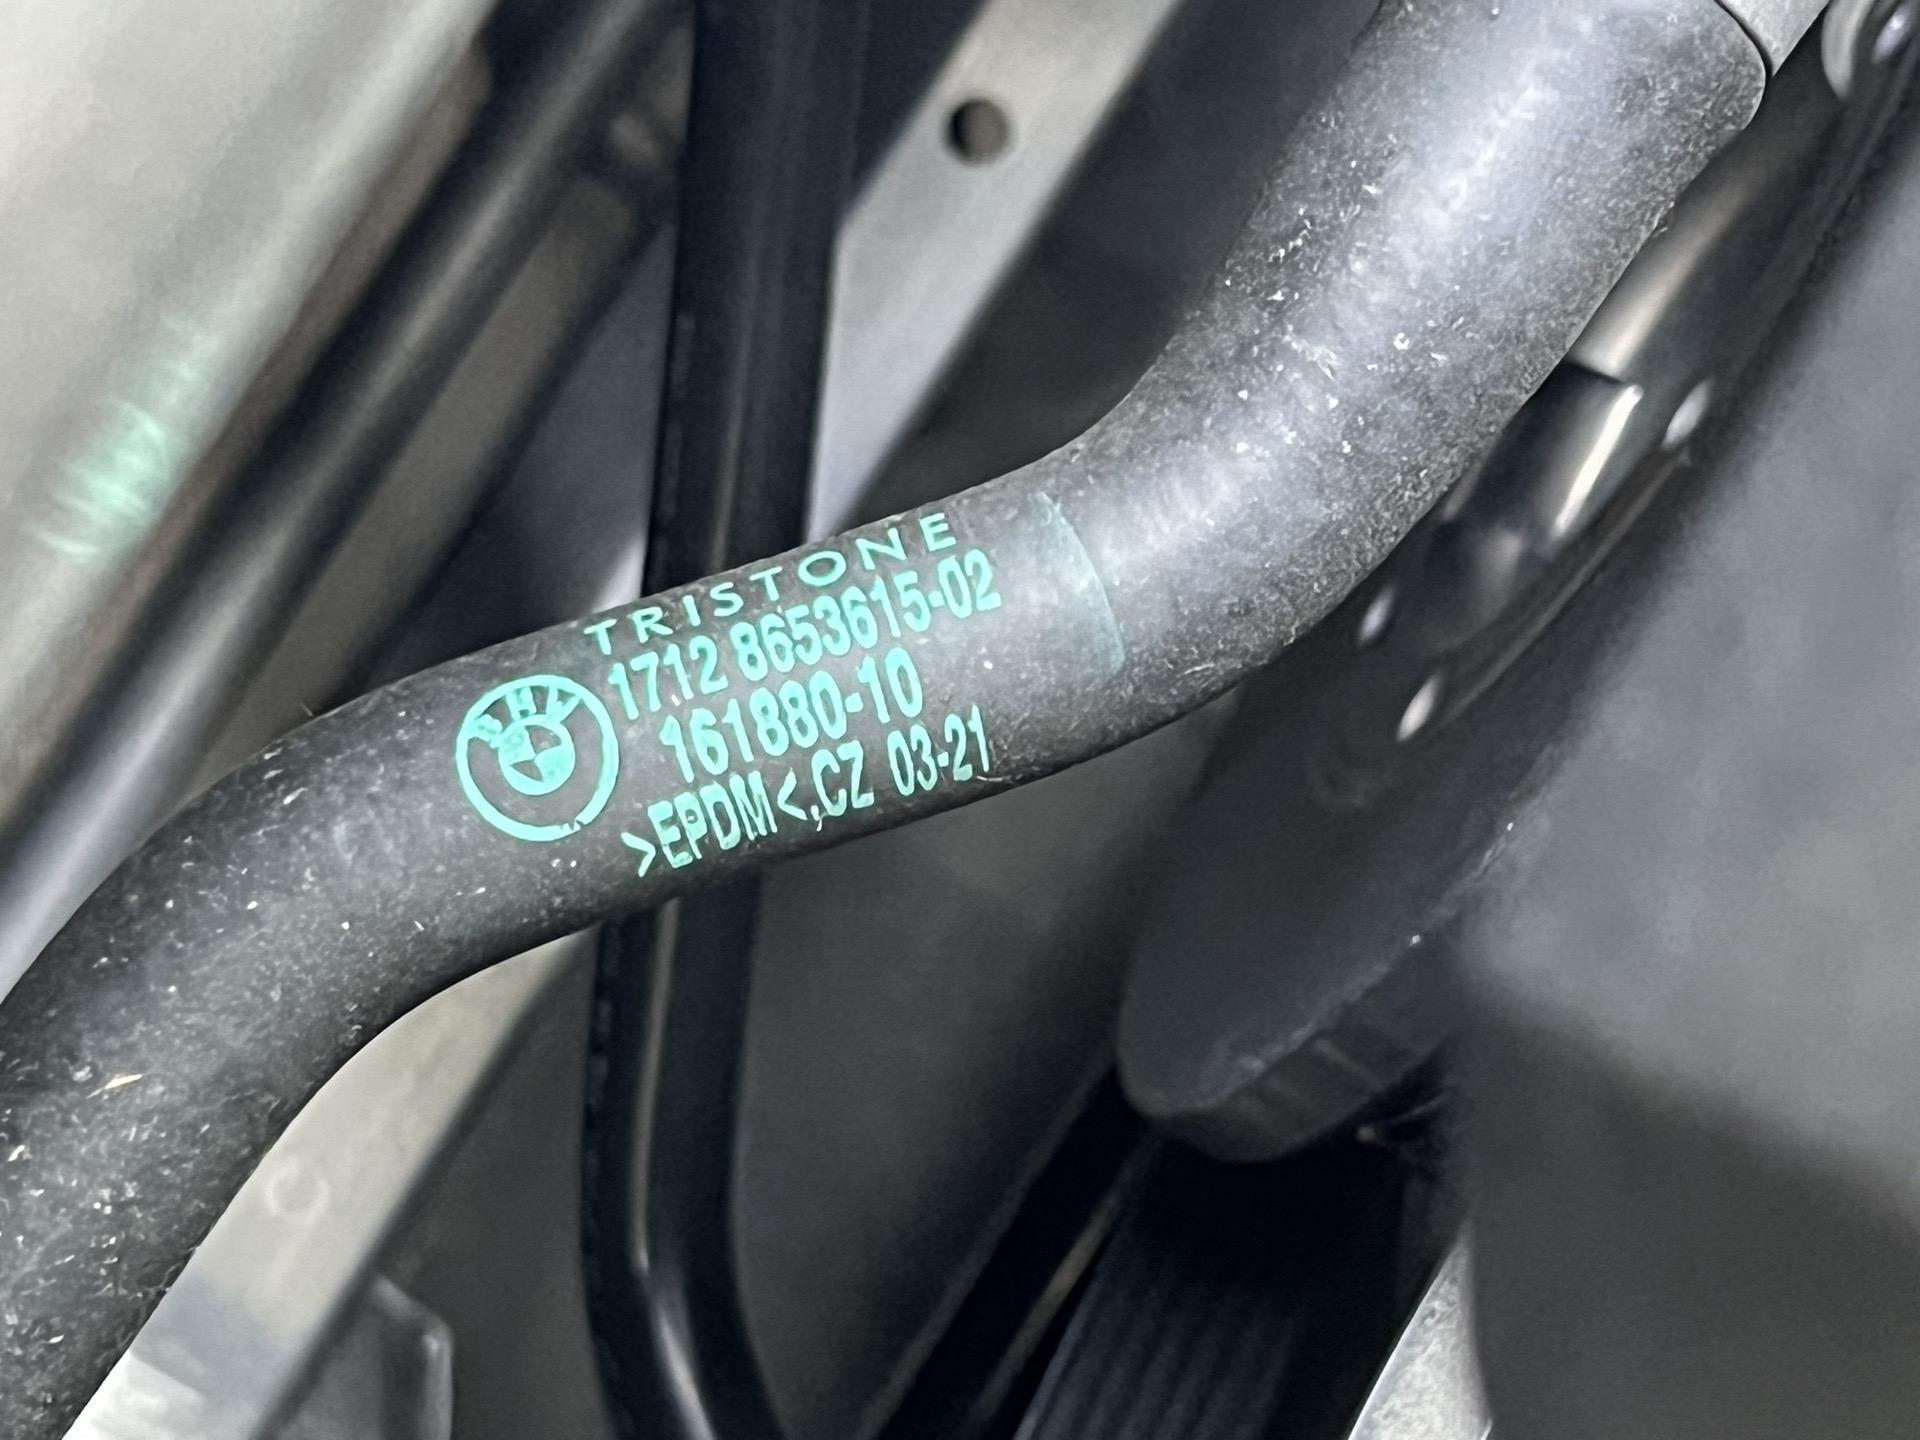 TRISTONE
1712 8653615-02
161880-10
>EPDM<,CZ 03-21